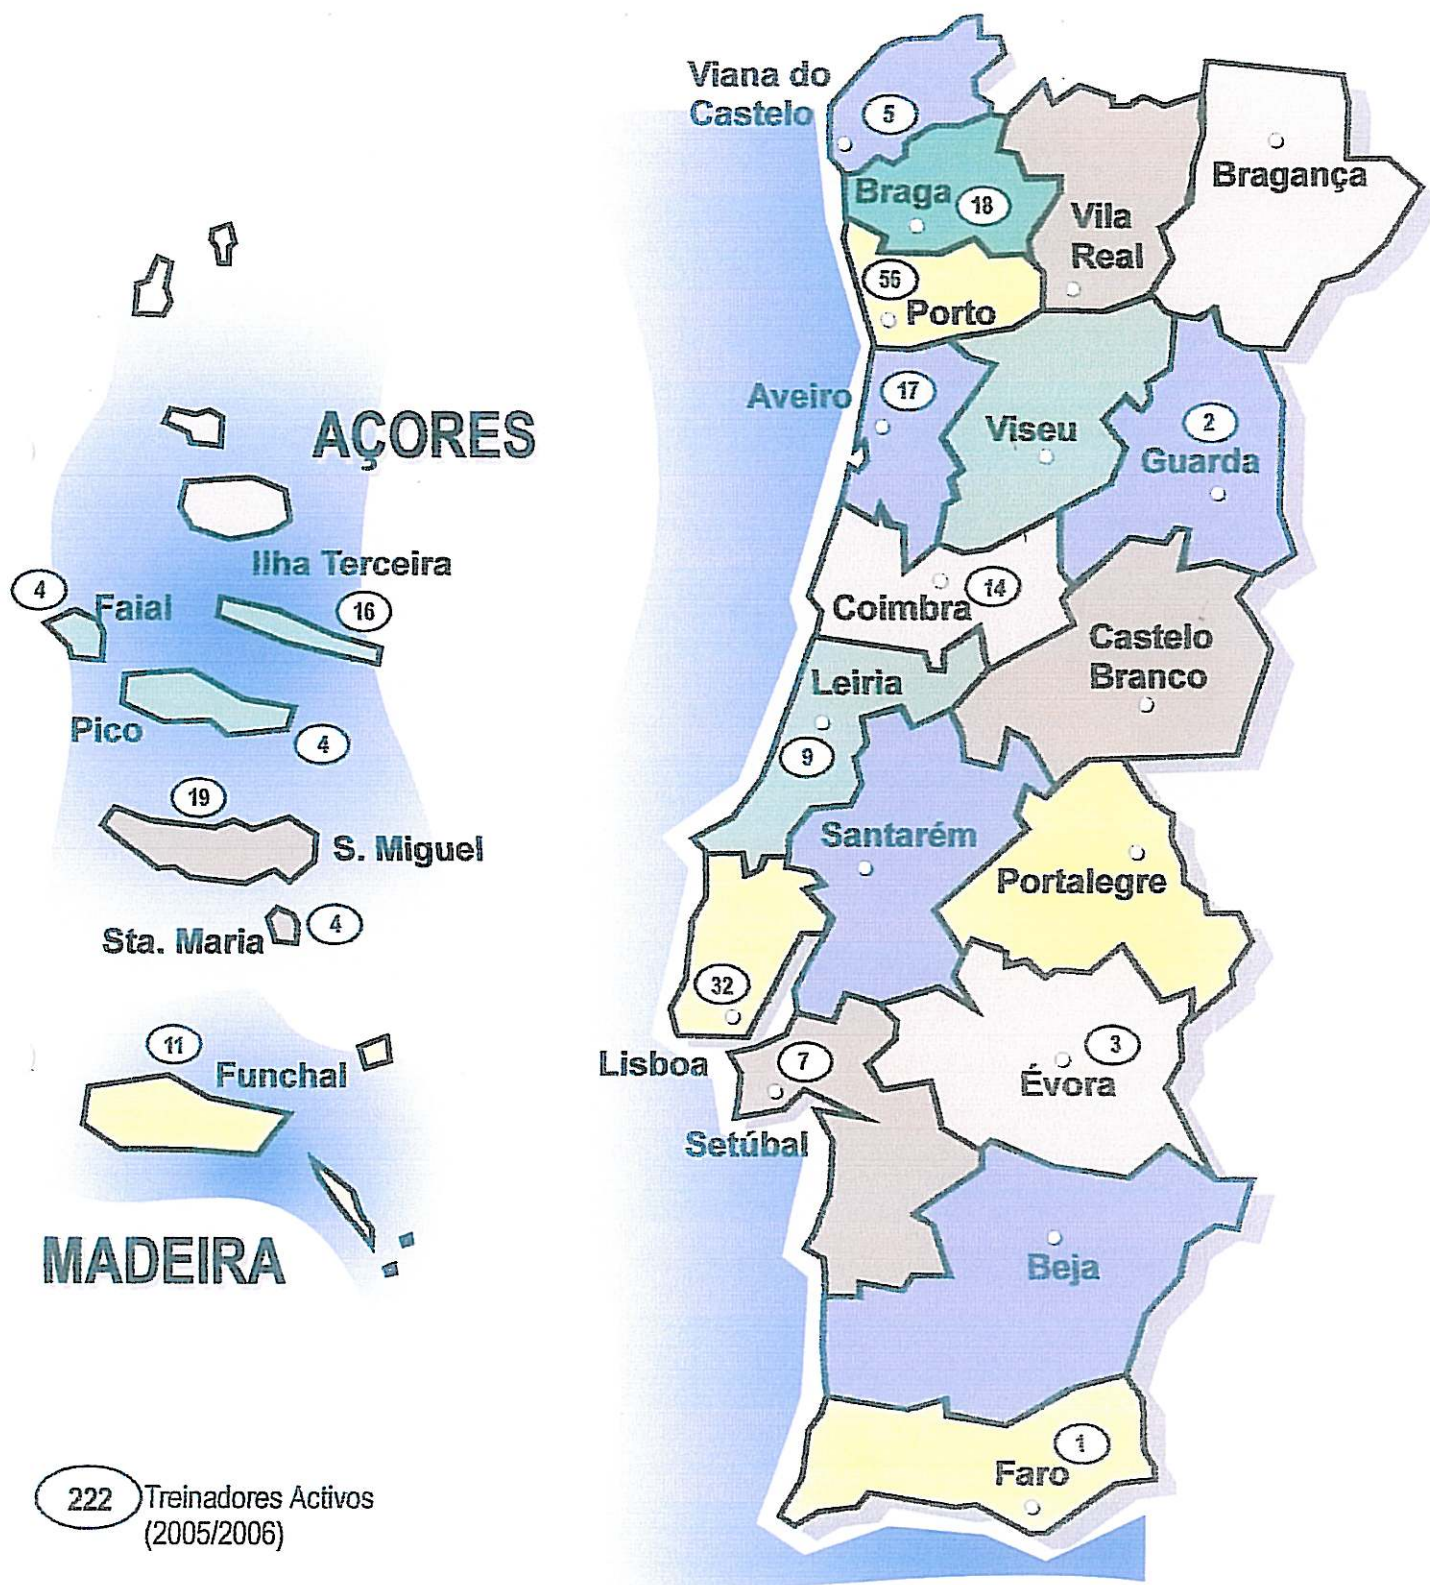 Viana do
Castelo
5
Bragança
Braga
18
Vila
Real
56
Porto
Aveiro
17
Viseu
2
Guarda
AÇORES
Ilha Terceira
4
Faial
16
Coimbra
14
Castelo
Branco
Leiria
Pico
4
9
19
S. Miguel
Santarém
Portalegre
Sta. Maria
4
32
11
Funchal
Lisboa
7
3
Évora
Setúbal
MADEIRA
Beja
1
Faro
222 Treinadores Activos
(2005/2006)